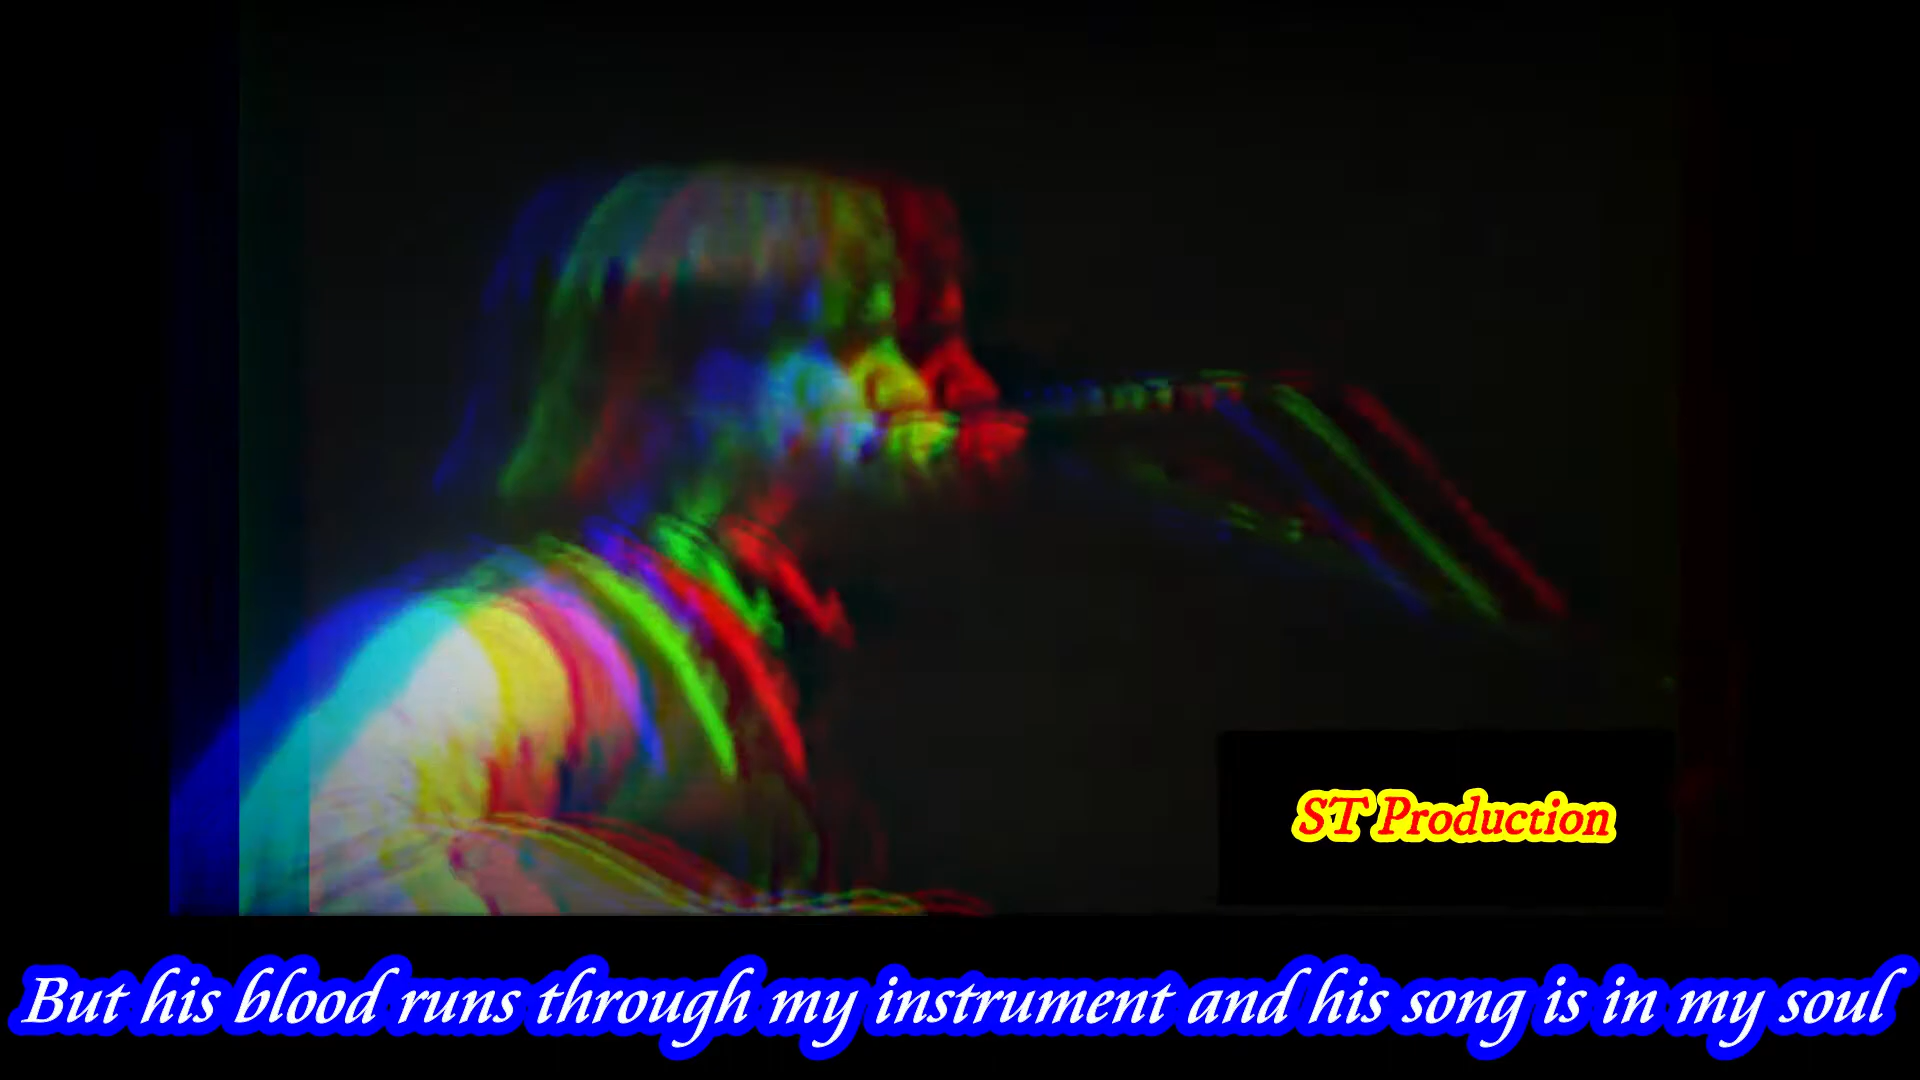 ST Production
But his blood runs through my instrument and his song is in my soul